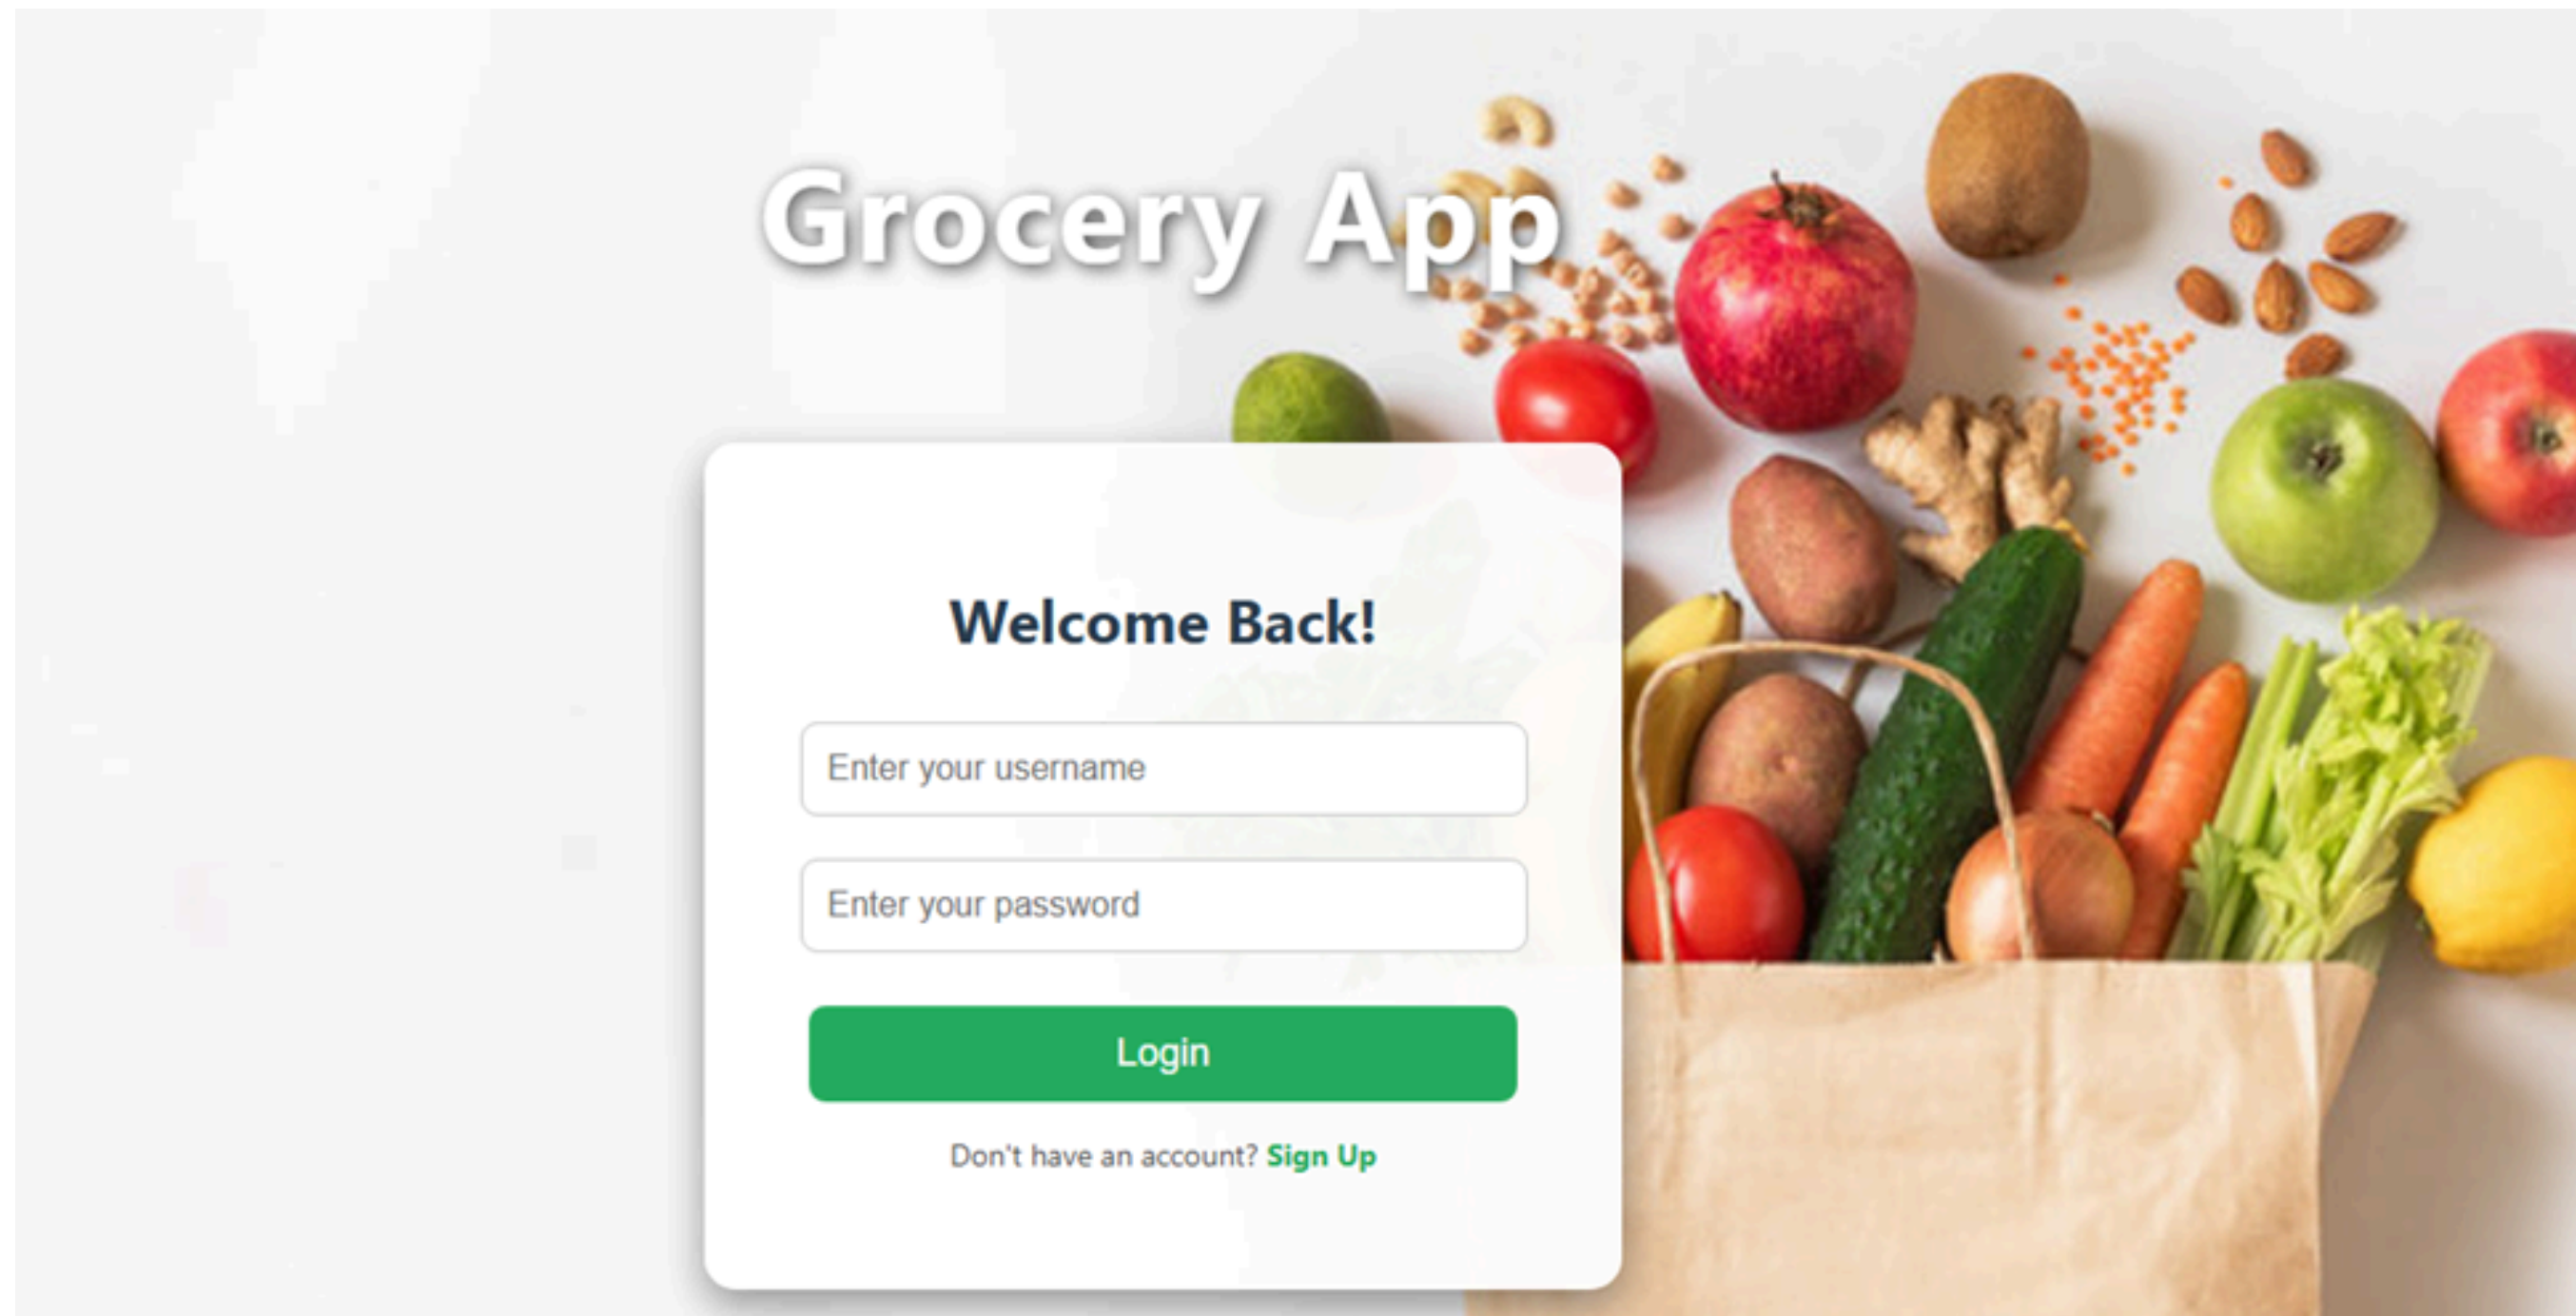 Grocery App
Welcome Back!
Enter your username
Enter your password
Login
Don't have an account? Sign Up